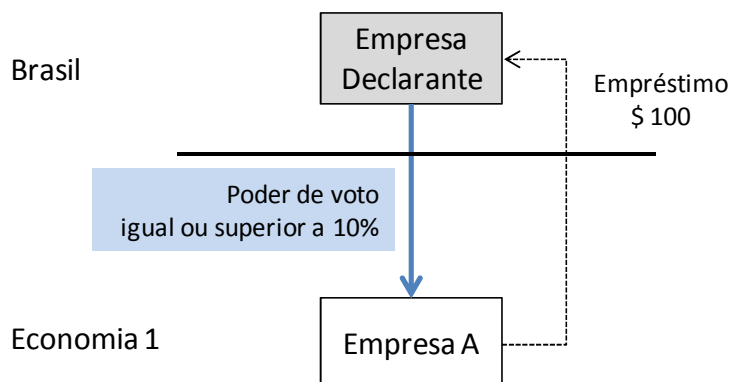 Empresa
Declarante
Brasil
Empréstimo
$ 100
Poder de voto
igual ou superior a 10%
Economia 1
Empresa A